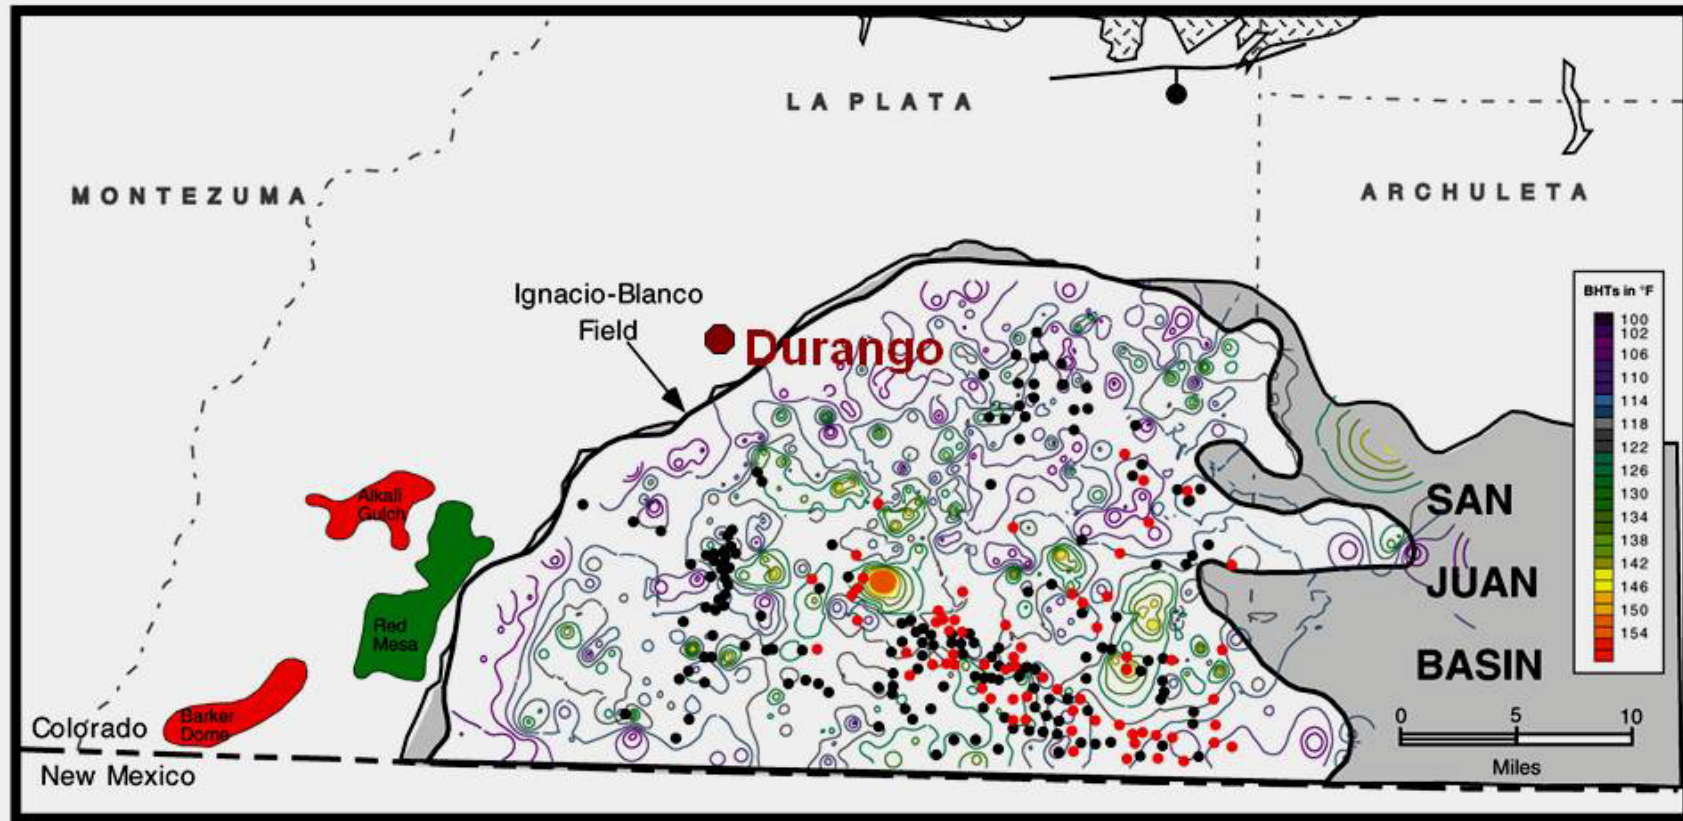 LA PLATA
MONTEZUMA
ARCHULETA
Ignacio-Blanco
Field
Durango
BHTs in °F
100
102
106
110
114
118
122
126
130
134
138
142
146
150
154
Alkali
Gulch
Red
Mesa
Barker
Dome
SAN
JUAN
BASIN
Colorado
New Mexico
0 5 10
Miles